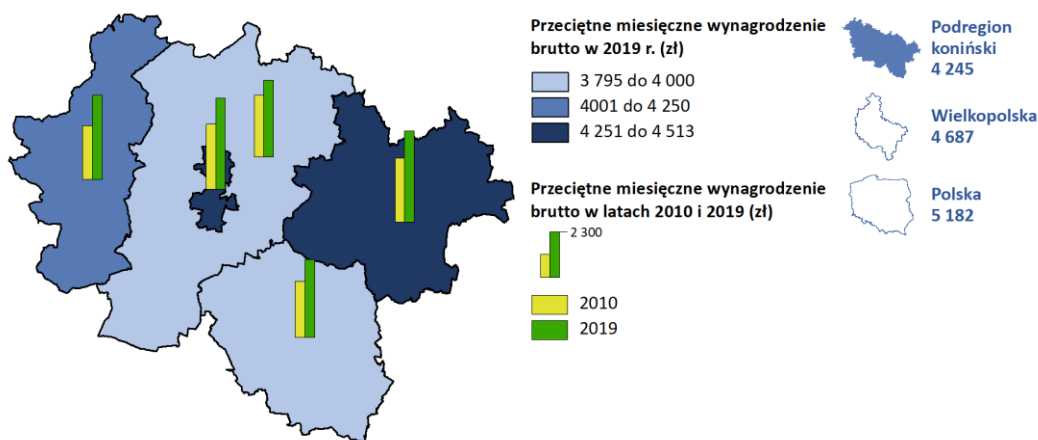 Przeciętne miesięczne wynagrodzenie
brutto w 2019 r. (zł)
3 795 do 4 000
4001 do 4 250
4 251 do 4 513
Przeciętne miesięczne wynagrodzenie
brutto w latach 2010 i 2019 (zł)
2 300
2010
2019
Podregion
koniński
4 245
Wielkopolska
4 687
Polska
5 182